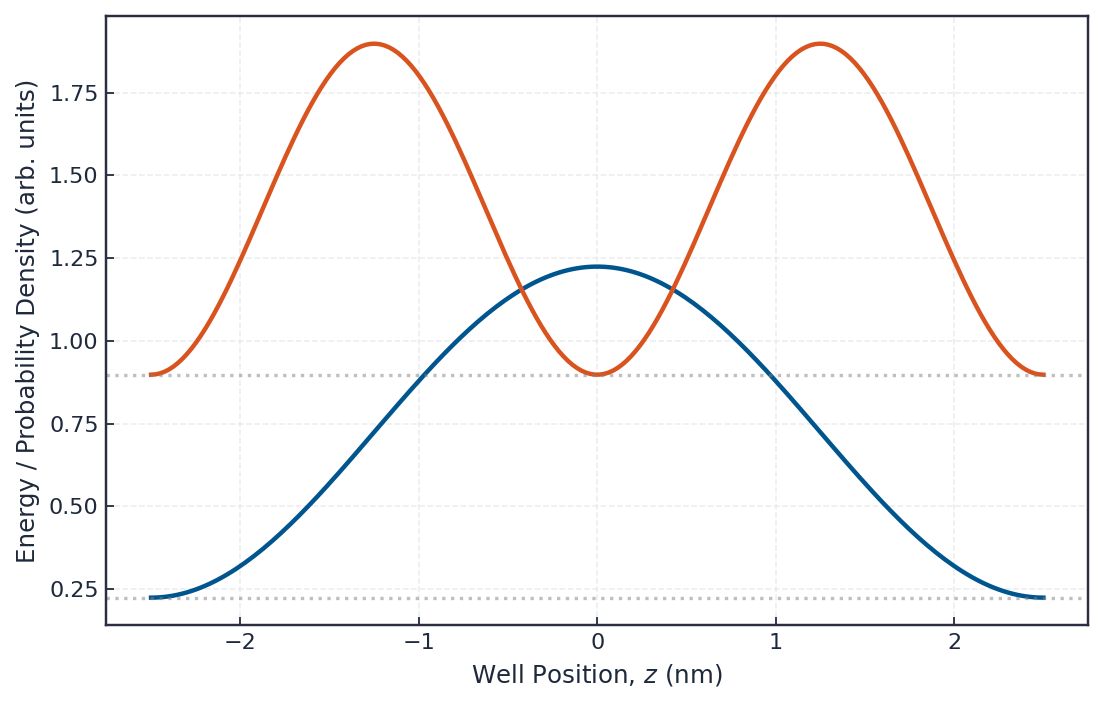 Energy / Probability Density (arb. units)
1.75
1.50
1.25
1.00
0.75
0.50
0.25
−2 −1 0 1 2
Well Position, z (nm)